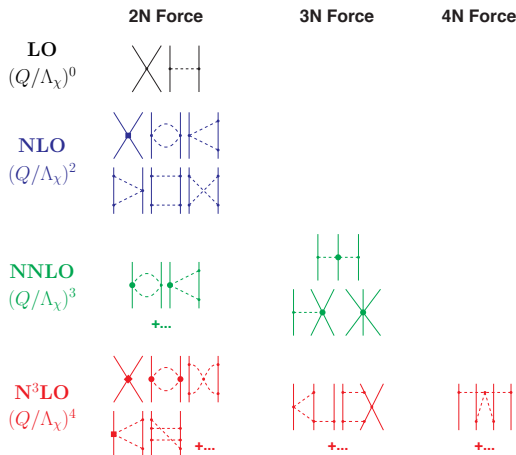 2N Force 3N Force 4N Force
LO
(Q/Λχ)⁰
NLO
(Q/Λχ)²
NNLO
(Q/Λχ)³
+...
N³LO
(Q/Λχ)⁴
+... +... +...